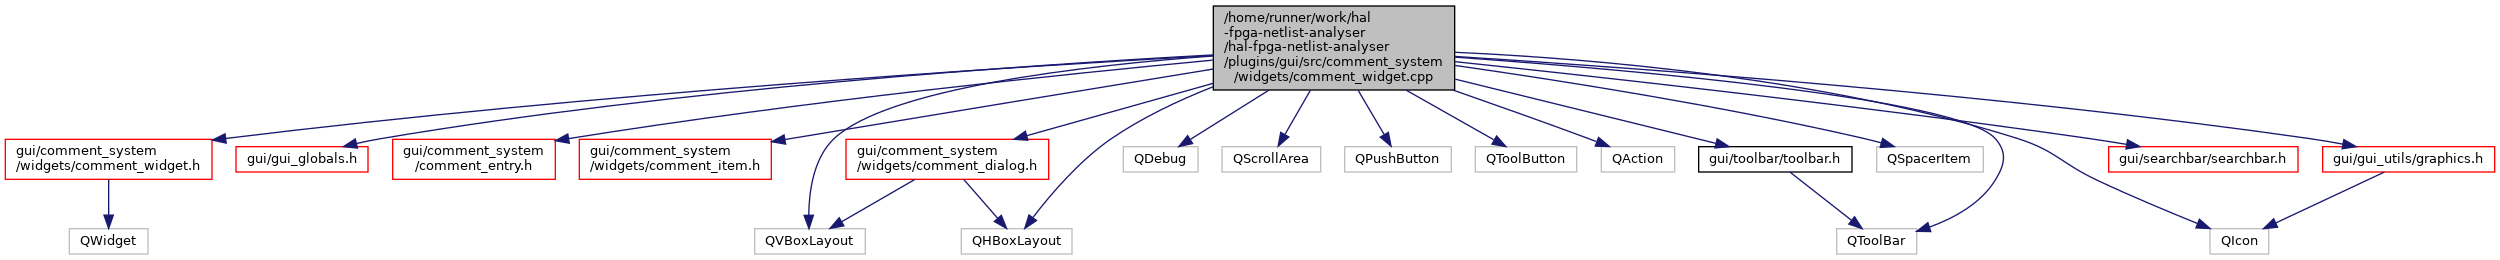 /home/runner/work/hal
-fpga-netlist-analyser
/hal-fpga-netlist-analyser
/plugins/gui/src/comment_system
/widgets/comment_widget.cpp
gui/comment_system
/widgets/comment_widget.h
gui/gui_globals.h
gui/comment_system
/comment_entry.h
gui/comment_system
/widgets/comment_item.h
gui/comment_system
/widgets/comment_dialog.h
QDebug
QScrollArea
QPushButton
QToolButton
QAction
gui/toolbar/toolbar.h
QSpacerItem
gui/searchbar/searchbar.h
gui/gui_utils/graphics.h
QWidget
QVBoxLayout
QHBoxLayout
QToolBar
QIcon